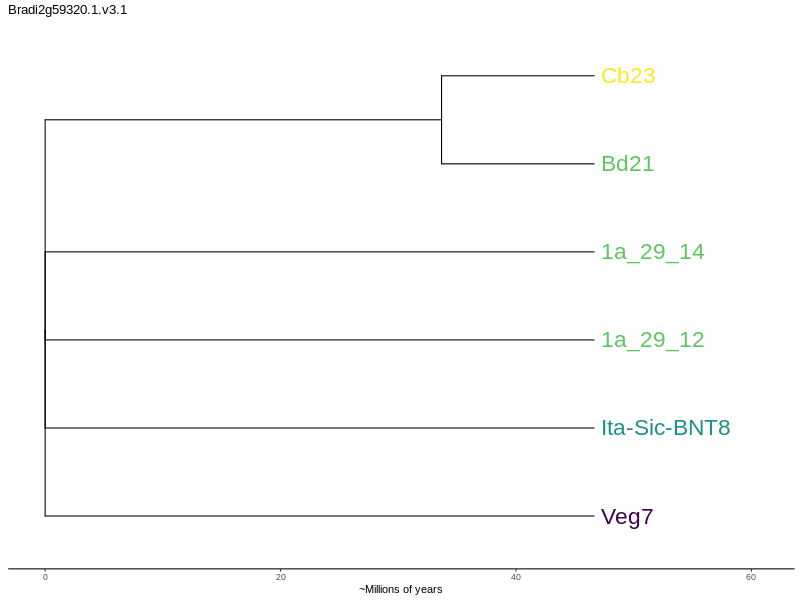 Bradi2g59320.1.v3.1
Cb23
Bd21
1a_29_14
1a_29_12
Ita-Sic-BNT8
Veg7
0 20 40 60
~Millions of years